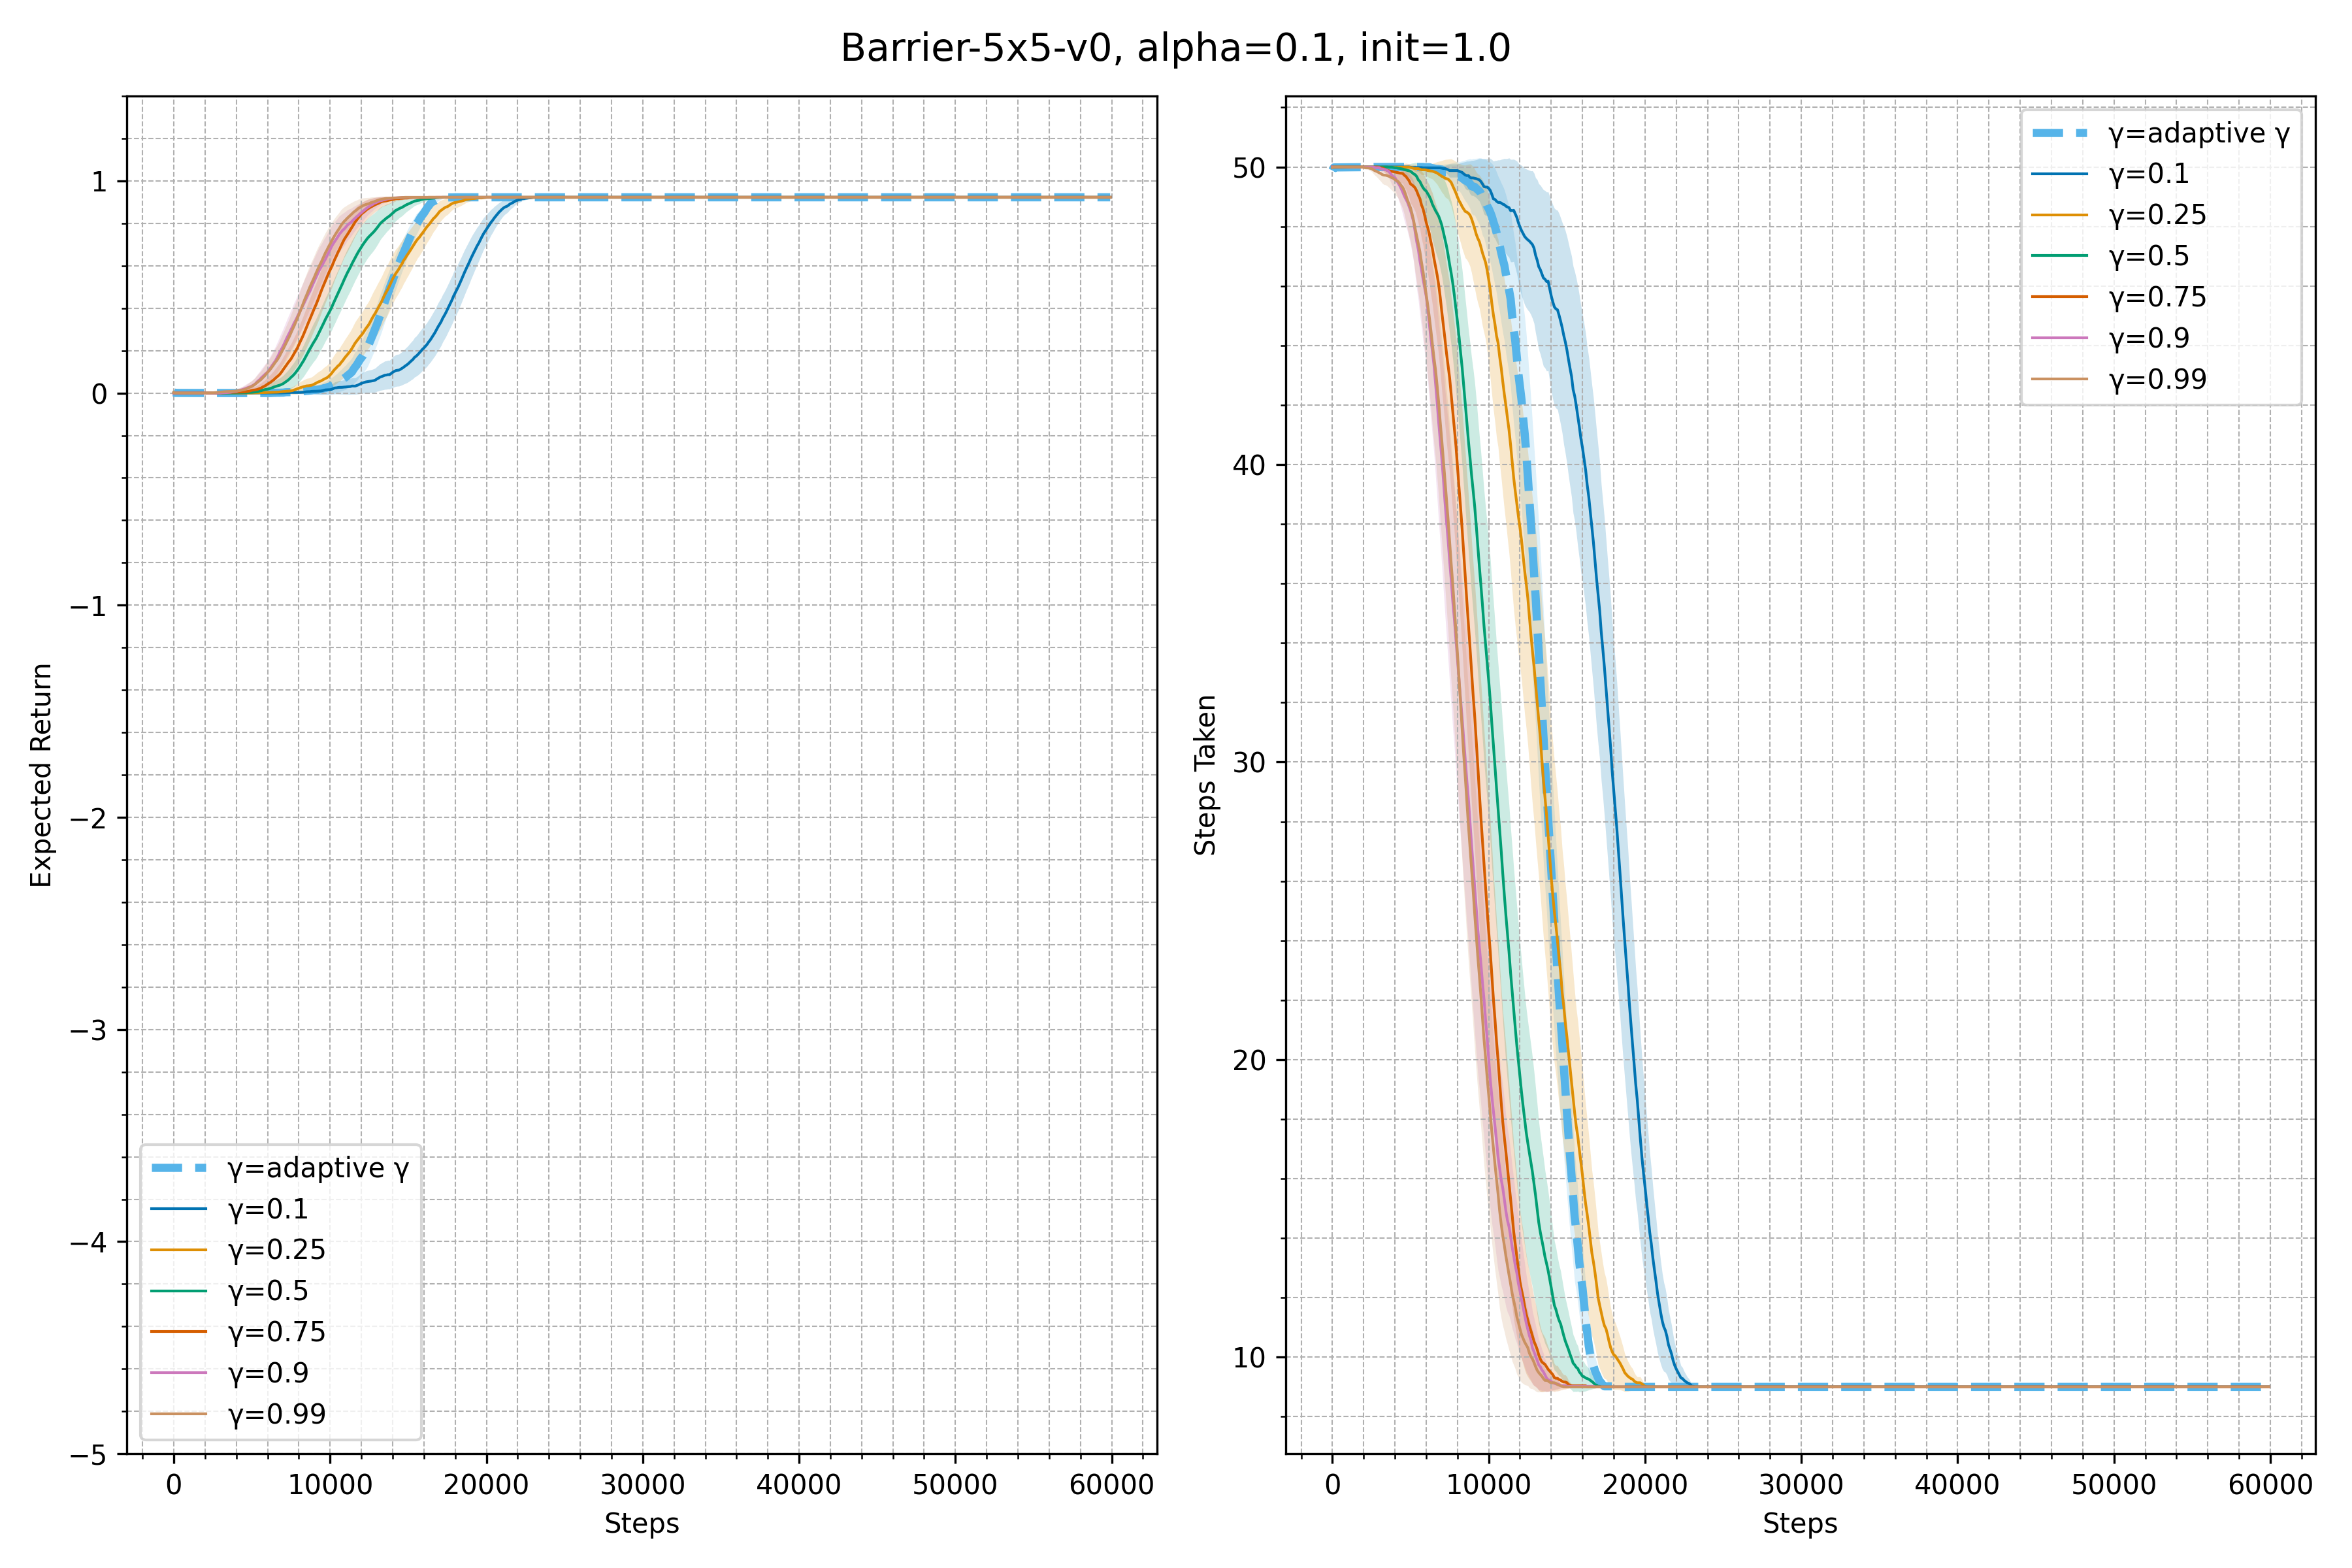 Barrier-5x5-v0, alpha=0.1, init=1.0
Expected Return
1
0
−1
−2
−3
−4
−5
γ=adaptive γ
γ=0.1
γ=0.25
γ=0.5
γ=0.75
γ=0.9
γ=0.99
0 10000 20000 30000 40000 50000 60000
Steps
Steps Taken
50
40
30
20
10
γ=adaptive γ
γ=0.1
γ=0.25
γ=0.5
γ=0.75
γ=0.9
γ=0.99
0 10000 20000 30000 40000 50000 60000
Steps